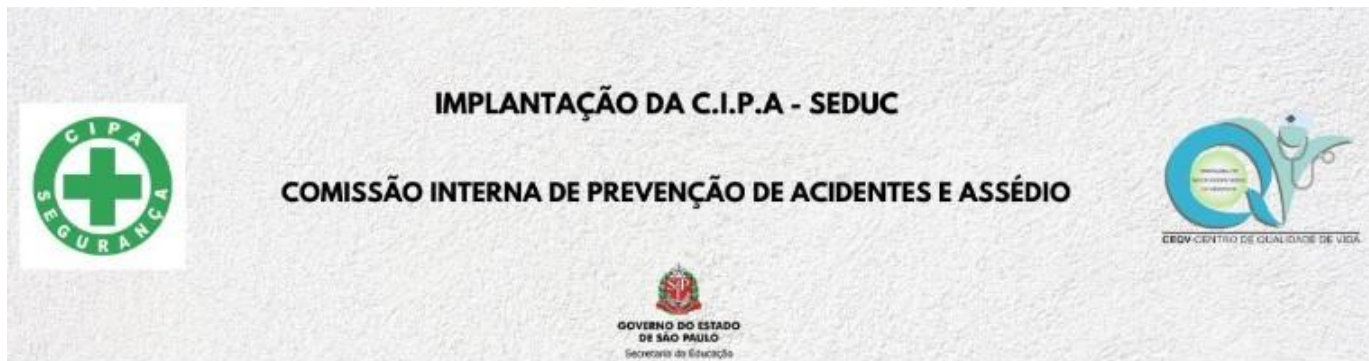 IMPLANTAÇÃO DA C.I.P.A - SEDUC
CIPA
SEGURANÇA
COMISSÃO INTERNA DE PREVENÇÃO DE ACIDENTES E ASSÉDIO
CEQV-CENTRO DE QUALIDADE DE VIDA
SP
GOVERNO DO ESTADO
DE SÃO PAULO
Secretaria da Educação